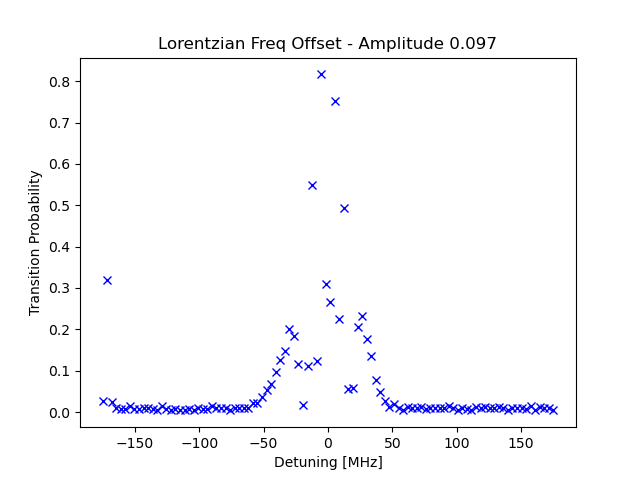 Lorentzian Freq Offset - Amplitude 0.097
Transition Probability
0.8
0.7
0.6
0.5
0.4
0.3
0.2
0.1
0.0
−150 −100 −50 0 50 100 150
Detuning [MHz]